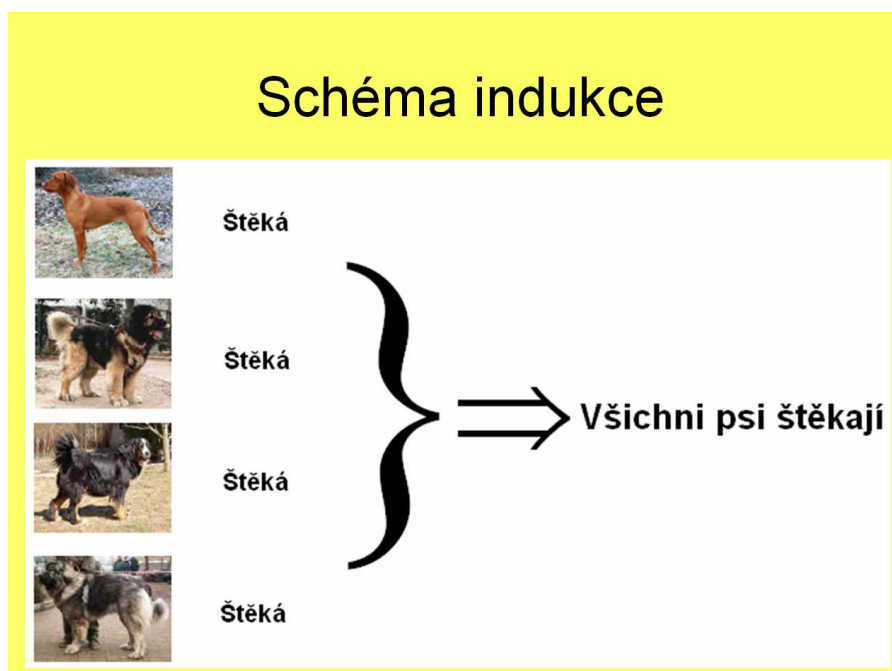 Schéma indukce
Štěká
Štěká
Štěká
Štěká
Všichni psi štěkají